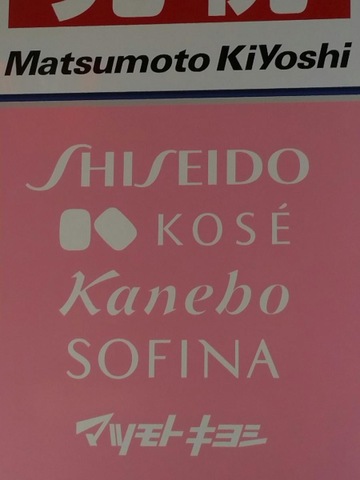 Matsumoto KiYoshi
SHISEIDO
KOSÉ
Kanebo
SOFINA
マツモトキヨシ